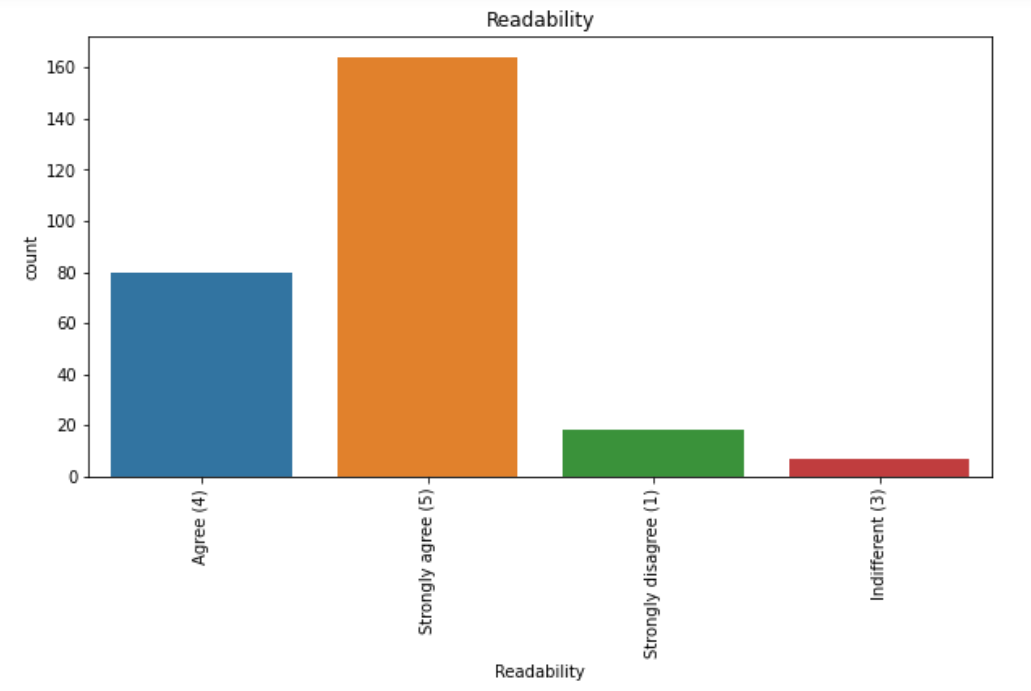 Readability
160
140
120
100
80
60
40
20
0
count
Agree (4)
Strongly agree (5)
Strongly disagree (1)
Indifferent (3)
Readability